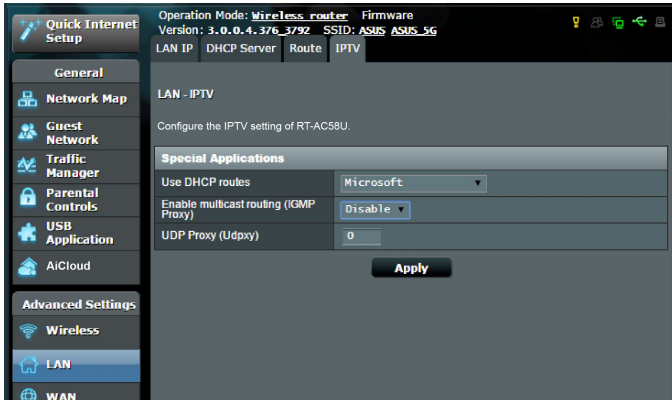 Quick Internet
Setup
Operation Mode: Wireless router Firmware
Version: 3.0.0.4.376_3792 SSID: ASUS ASUS_5G
LAN IP DHCP Server Route IPTV
General
Network Map
Guest
Network
Traffic
Manager
Parental
Controls
USB
Application
AiCloud
Advanced Settings
Wireless
LAN
WAN
LAN - IPTV
Configure the IPTV setting of RT-AC58U.
Special Applications
Use DHCP routes Microsoft
Enable multicast routing (IGMP
Proxy) Disable
UDP Proxy (Udpxy) 0
Apply